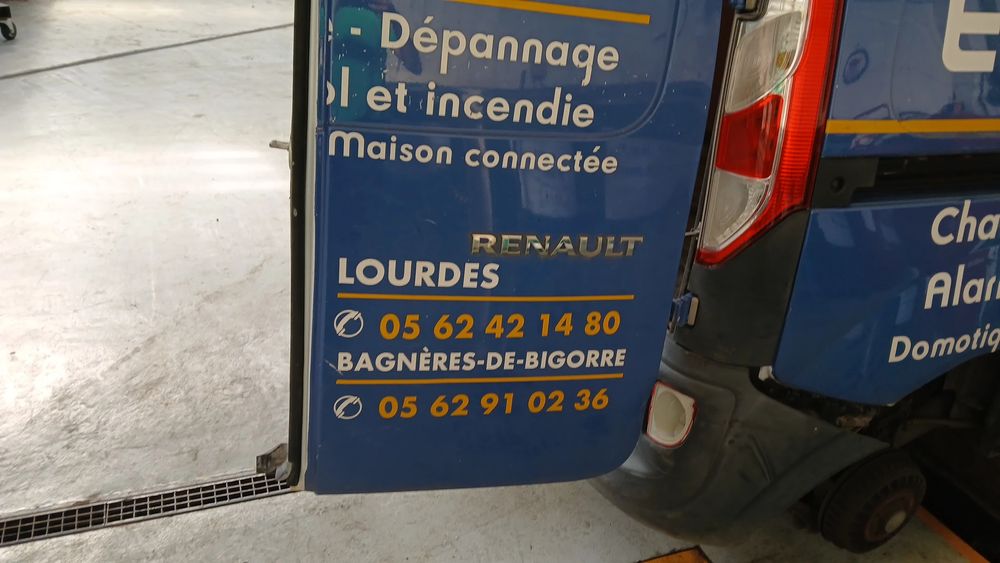 - Dépannage
ol et incendie
Maison connectée
RENAULT
LOURDES
05 62 42 14 80
BAGNÈRES-DE-BIGORRE
05 62 91 02 36
E
Cha
Alar
Domotiq